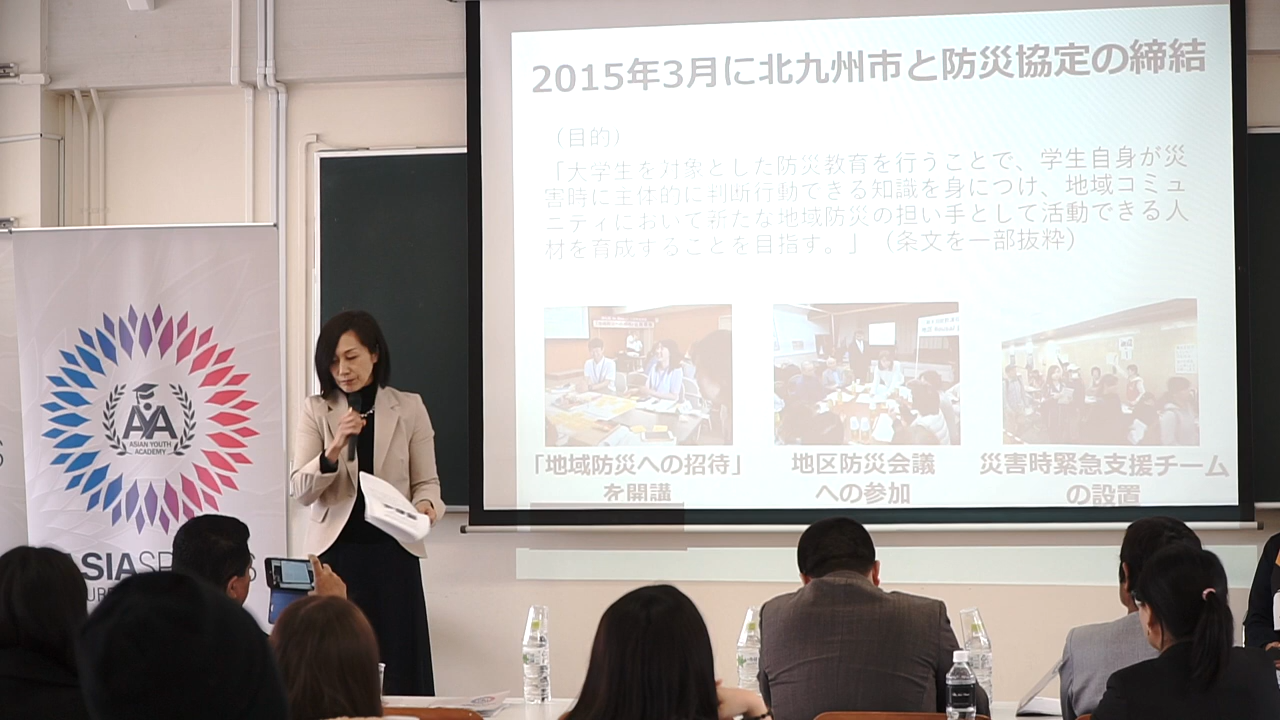 2015年3月に北九州市と防災協定の締結
（目的）
「大学生を対象とした防災教育を行うことで、学生自身が災
害時に主体的に判断行動できる知識を身につけ、地域コミュ
ニティにおいて新たな地域防災の担い手として活動できる人
材を育成することを目指す。」（条文を一部抜粋）
「地域防災への招待」
を開講
地区防災会議
への参加
災害時緊急支援チーム
の設置
AYA
ASIAN YOUTH
ACADEMY